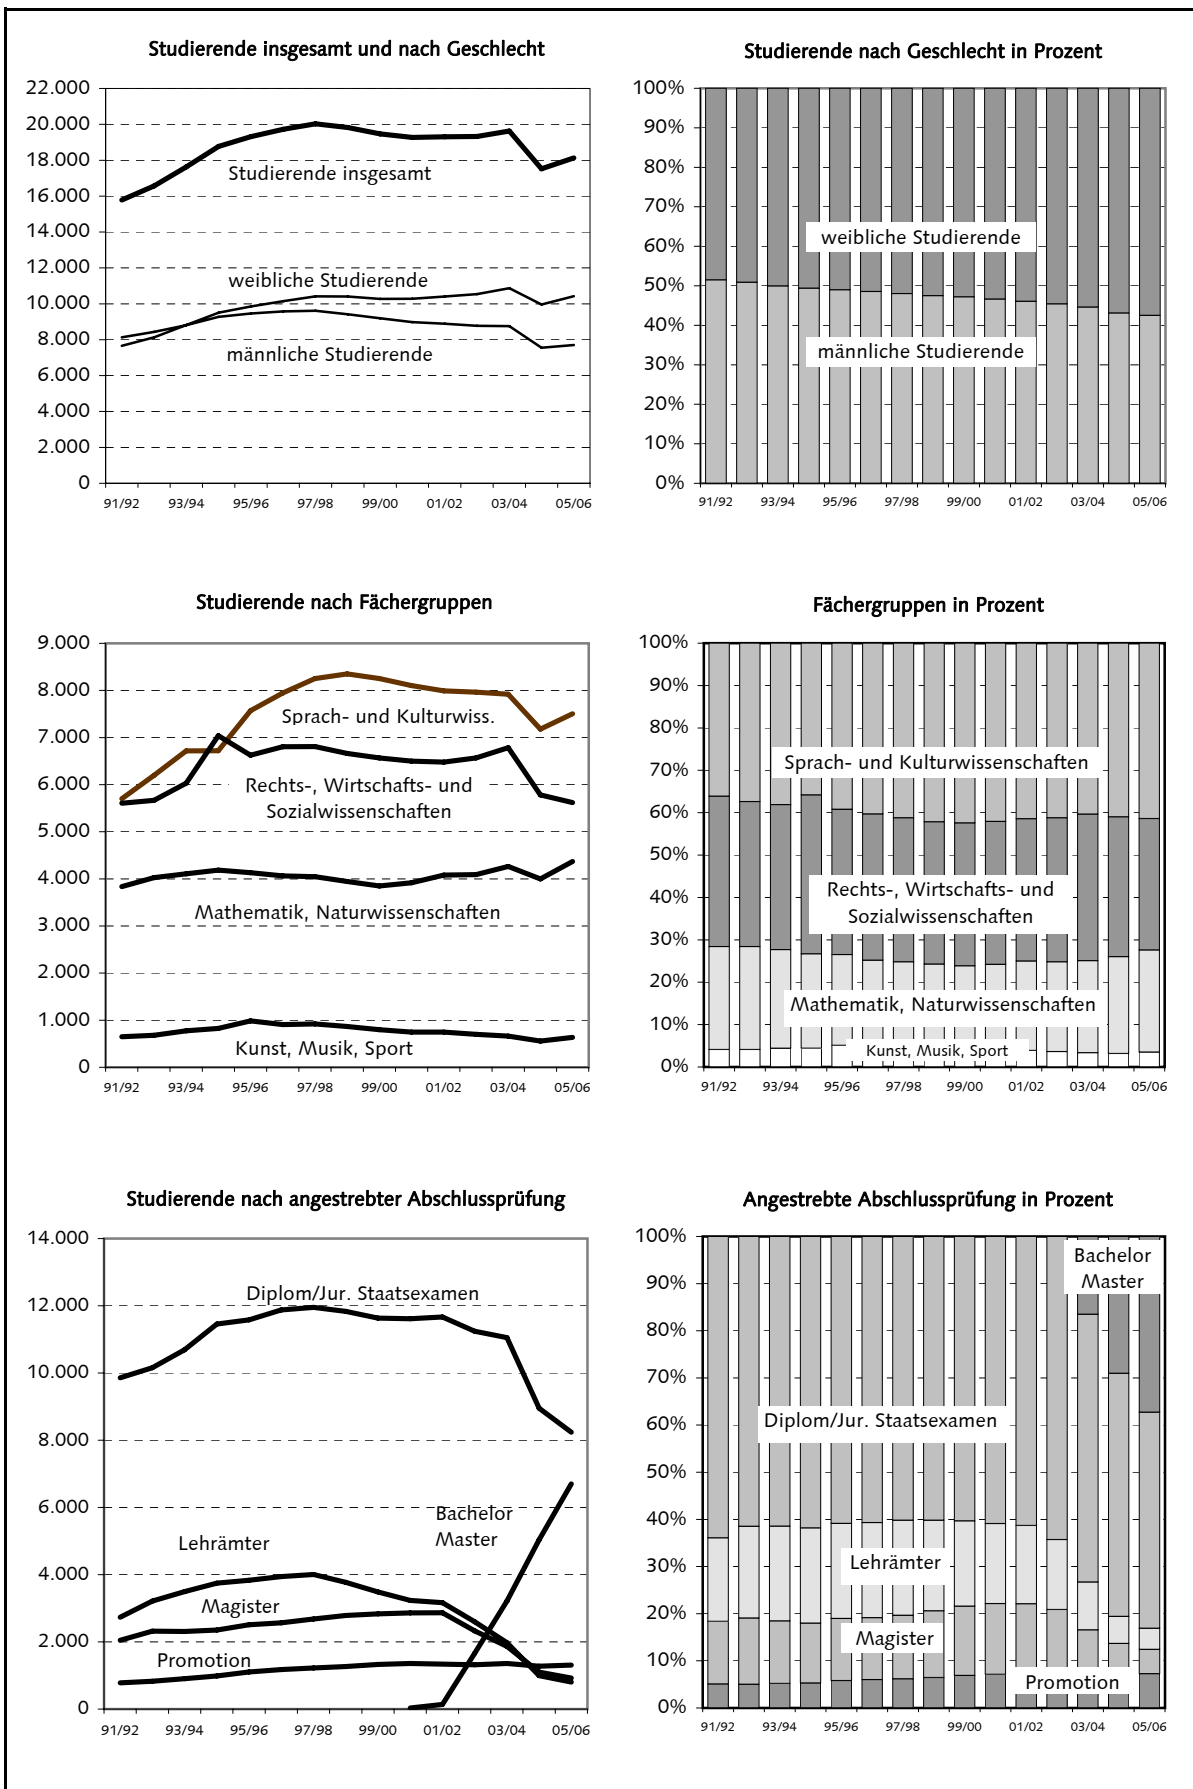 Studierende insgesamt und nach Geschlecht
22.000
20.000
18.000
16.000
14.000
12.000
10.000
8.000
6.000
4.000
2.000
0
Studierende insgesamt
weibliche Studierende
männliche Studierende
91/92 93/94 95/96 97/98 99/00 01/02 03/04 05/06
Studierende nach Geschlecht in Prozent
100%
90%
80%
70%
60%
50%
40%
30%
20%
10%
0%
weibliche Studierende
männliche Studierende
91/92 93/94 95/96 97/98 99/00 01/02 03/04 05/06
Studierende nach Fächergruppen
9.000
8.000
7.000
6.000
5.000
4.000
3.000
2.000
1.000
0
Sprach- und Kulturwiss.
Rechts-, Wirtschafts- und
Sozialwissenschaften
Mathematik, Naturwissenschaften
Kunst, Musik, Sport
91/92 93/94 95/96 97/98 99/00 01/02 03/04 05/06
Fächergruppen in Prozent
100%
90%
80%
70%
60%
50%
40%
30%
20%
10%
0%
Sprach- und Kulturwissenschaften
Rechts-, Wirtschafts- und
Sozialwissenschaften
Mathematik, Naturwissenschaften
Kunst, Musik, Sport
91/92 93/94 95/96 97/98 99/00 01/02 03/04 05/06
Studierende nach angestrebter Abschlussprüfung
14.000
12.000
10.000
8.000
6.000
4.000
2.000
0
Diplom/Jur. Staatsexamen
Bachelor
Master
Lehrämter
Magister
Promotion
91/92 93/94 95/96 97/98 99/00 01/02 03/04 05/06
Angestrebte Abschlussprüfung in Prozent
100%
90%
80%
70%
60%
50%
40%
30%
20%
10%
0%
Bachelor
Master
Diplom/Jur. Staatsexamen
Lehrämter
Magister
Promotion
91/92 93/94 95/96 97/98 99/00 01/02 03/04 05/06